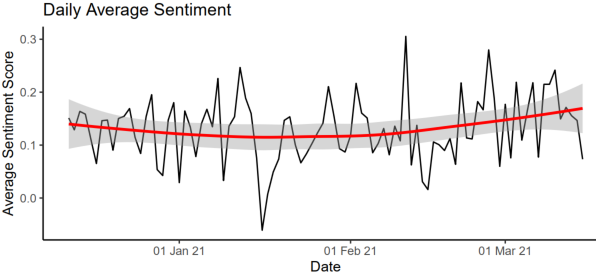 Daily Average Sentiment
0.3
0.2
0.1
0.0
Average Sentiment Score
01 Jan 21
01 Feb 21
01 Mar 21
Date